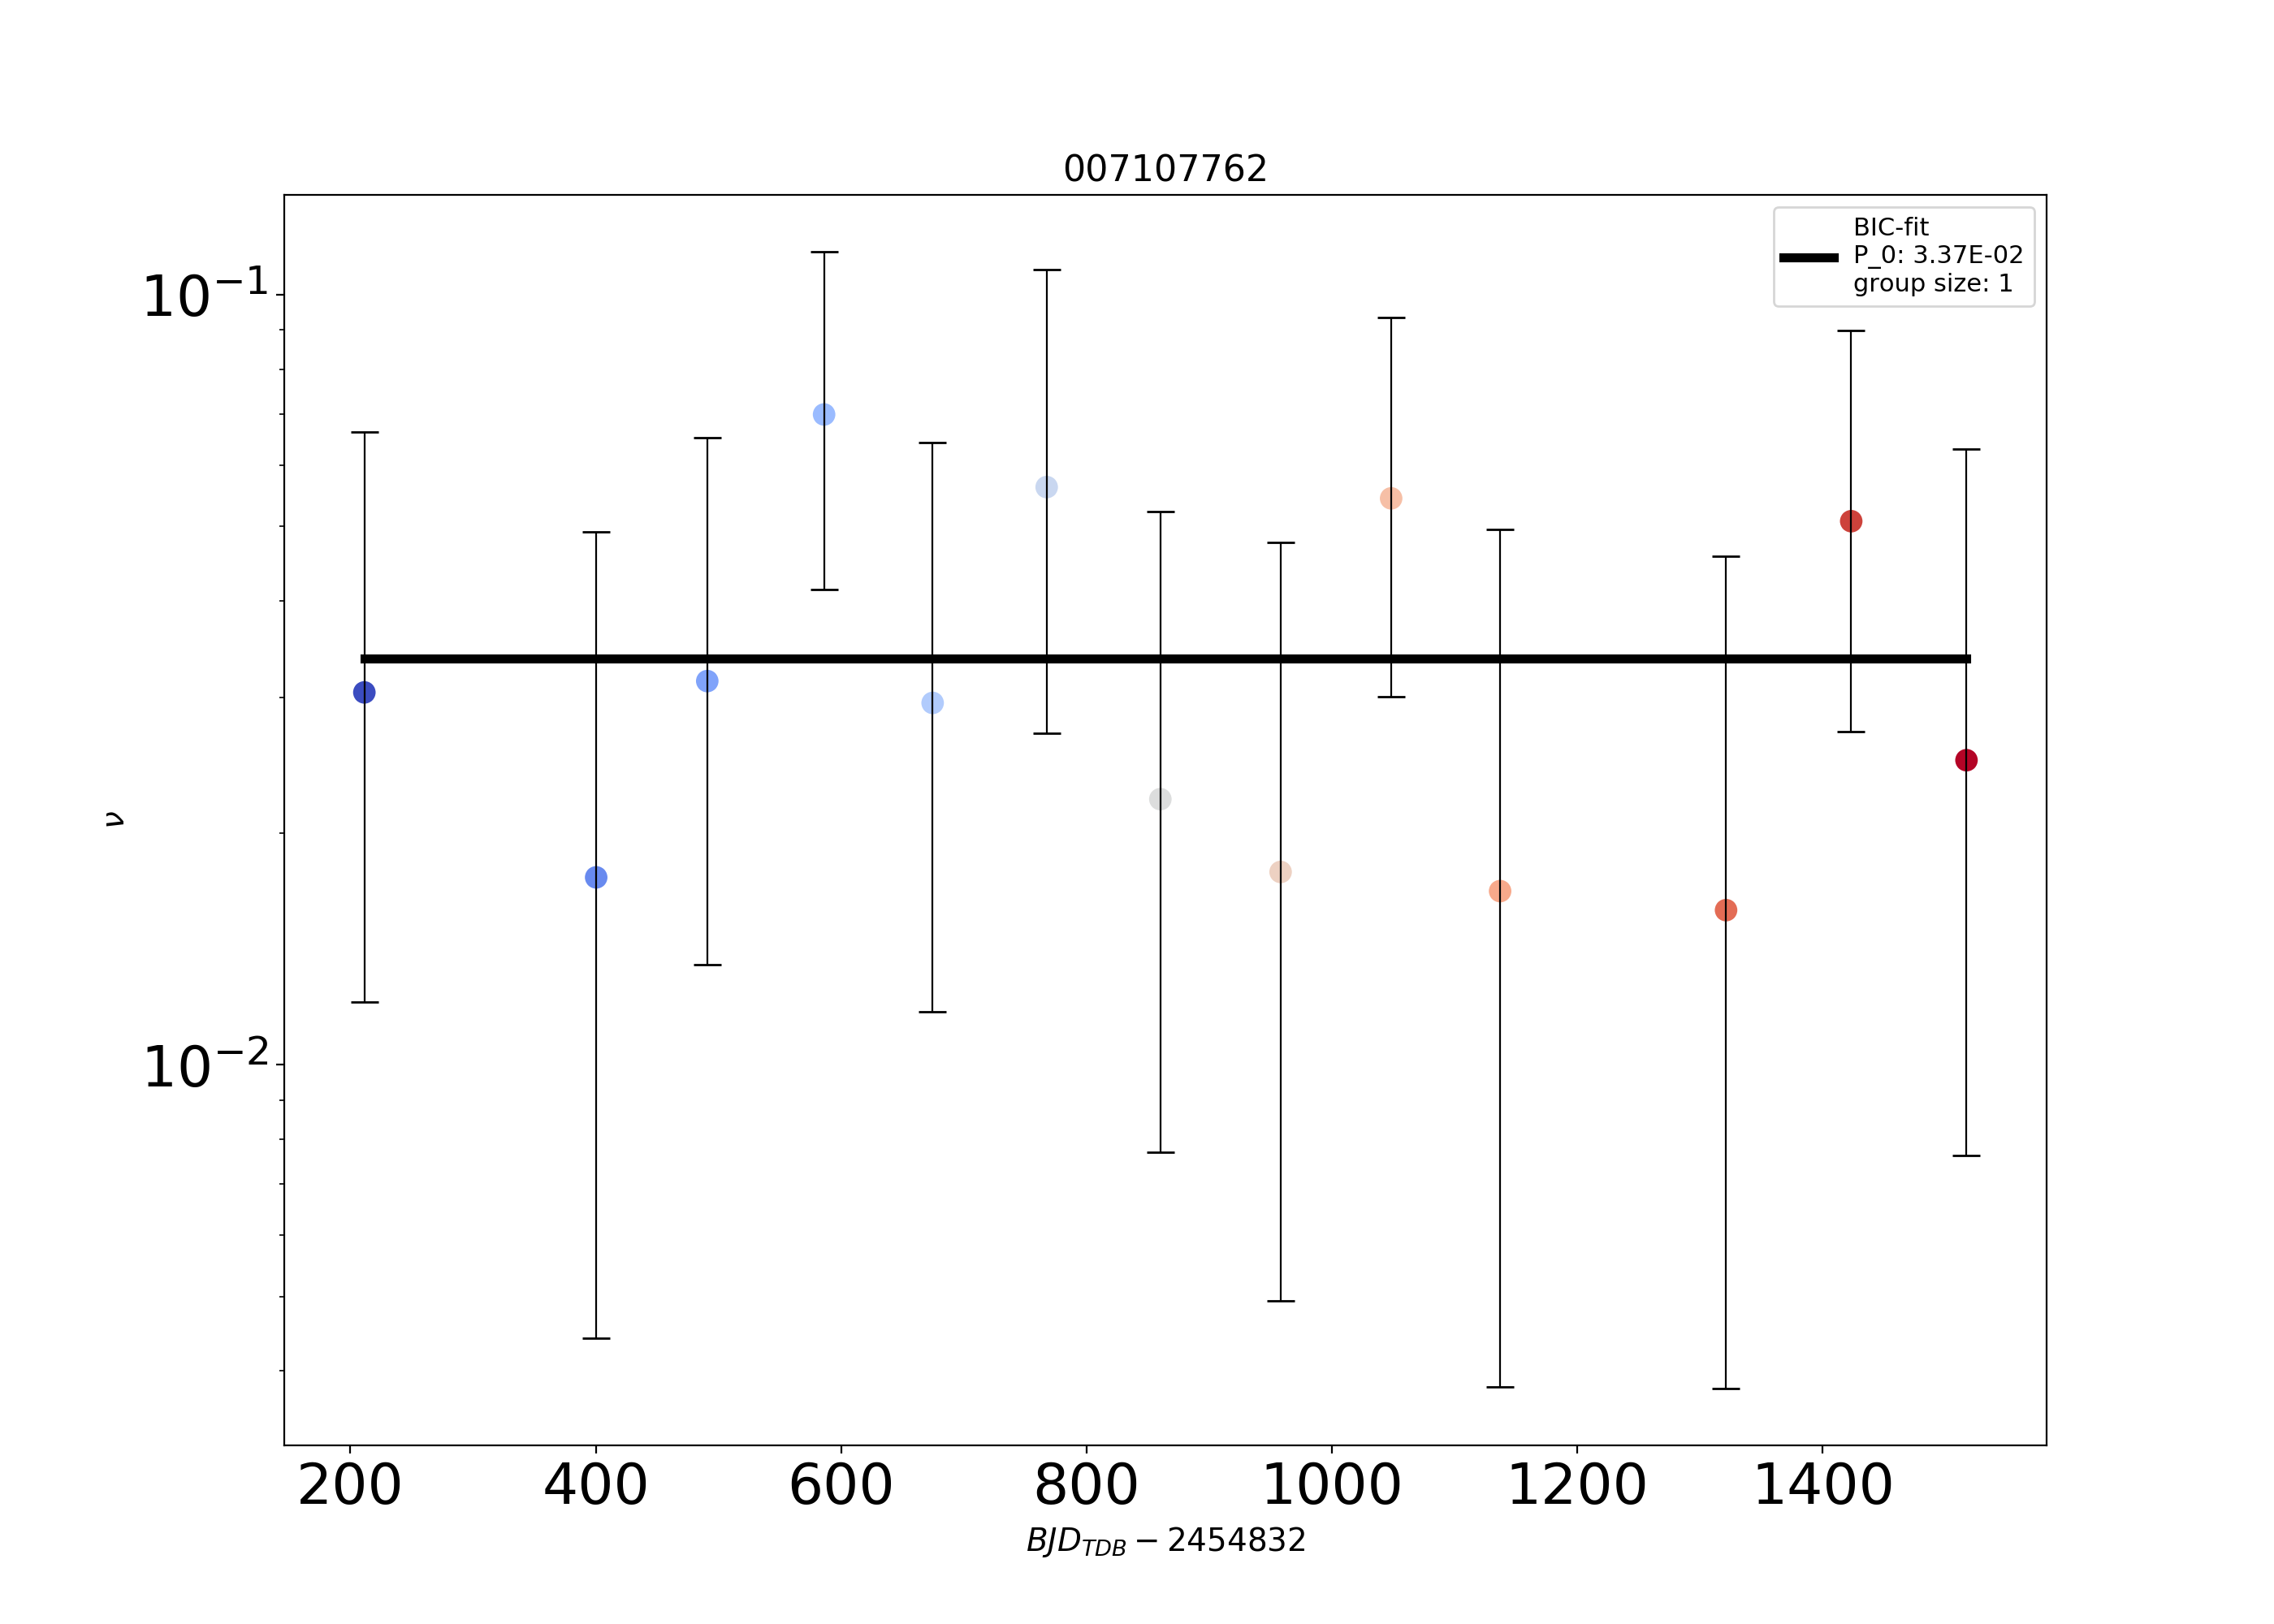 007107762
BIC-fit
P_0: 3.37E-02
group size: 1
10⁻¹
10⁻²
ν
200 400 600 800 1000 1200 1400
BJD_TDB − 2454832